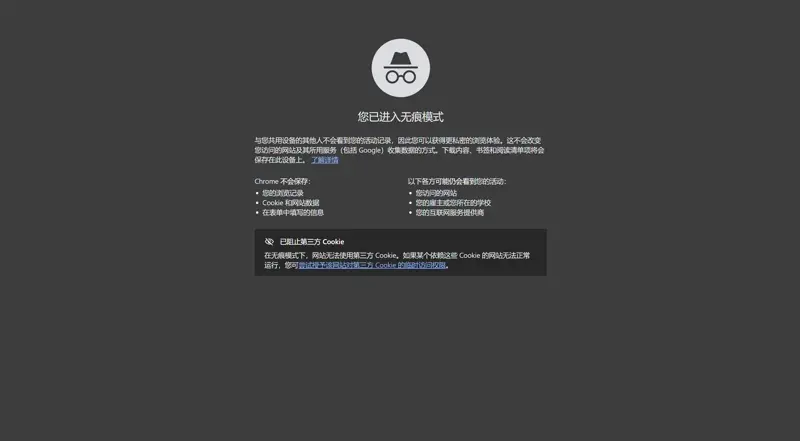 您已进入无痕模式
与您共用设备的其他人不会看到您的活动记录，因此您可以获得更私密的浏览体验。这不会改变
您访问的网站及其所用服务（包括 Google）收集数据的方式。下载内容、书签和阅读清单项将会
保存在此设备上。 了解详情
Chrome 不会保存：
• 您的浏览记录
• Cookie 和网站数据
• 在表单中填写的信息
以下各方可能仍会看到您的活动：
• 您访问的网站
• 您的雇主或您所在的学校
• 您的互联网服务提供商
已阻止第三方 Cookie
在无痕模式下，网站无法使用第三方 Cookie。如果某个依赖这些 Cookie 的网站无法正常
运行，您可尝试授予该网站对第三方 Cookie 的临时访问权限。